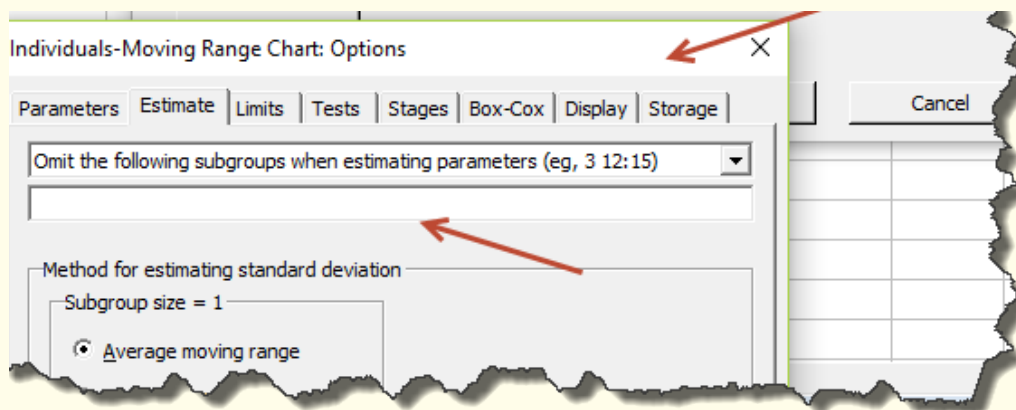 Individuals-Moving Range Chart: Options
Parameters Estimate Limits Tests Stages Box-Cox Display Storage
Cancel
Omit the following subgroups when estimating parameters (eg, 3 12:15)
Method for estimating standard deviation
Subgroup size = 1
Average moving range